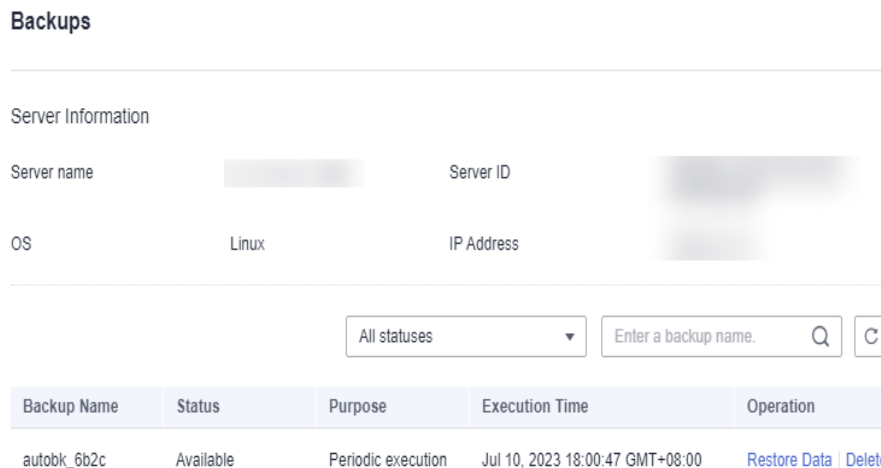 Backups
Server Information
Server name Server ID
OS Linux IP Address
All statuses Enter a backup name.
Backup Name Status Purpose Execution Time Operation
autobk_6b2c Available Periodic execution Jul 10, 2023 18:00:47 GMT+08:00 Restore Data Delete